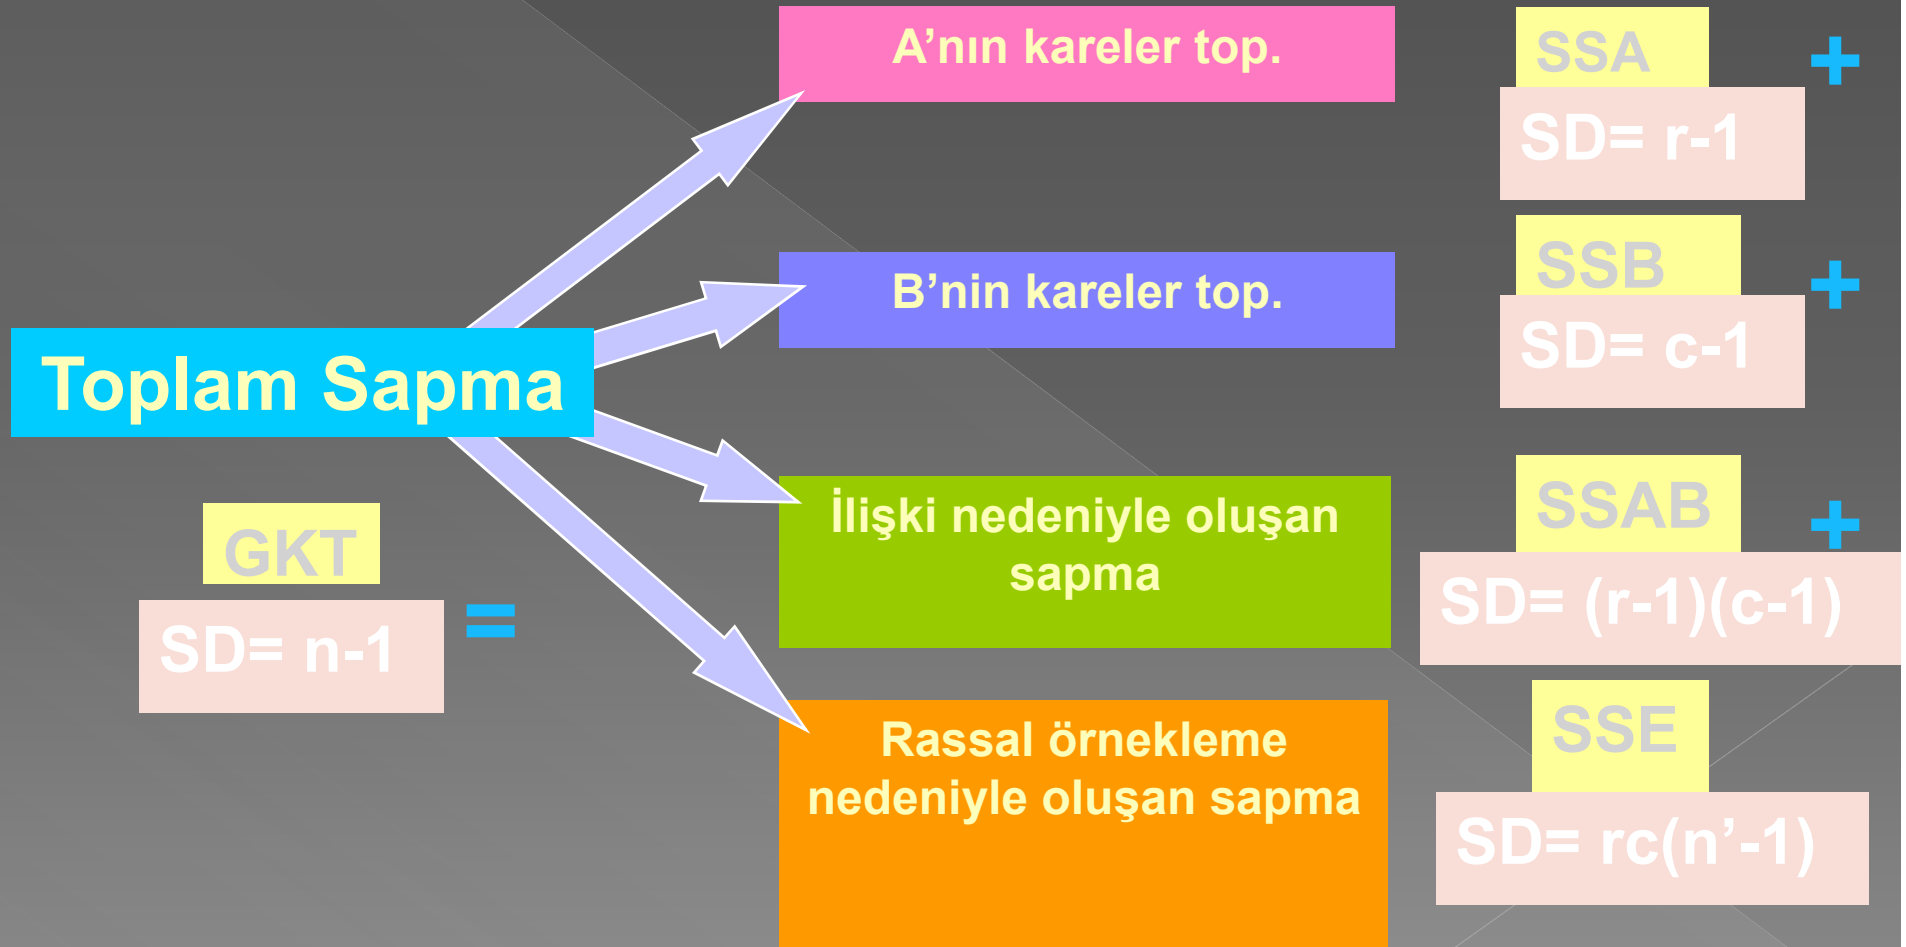 A’nın kareler top.
SSA
+
SD= r-1
B’nin kareler top.
SSB
+
SD= c-1
Toplam Sapma
GKT
SD= n-1
=
İlişki nedeniyle oluşan
sapma
SSAB
+
SD= (r-1)(c-1)
Rassal örnekleme
nedeniyle oluşan sapma
SSE
SD= rc(n’-1)